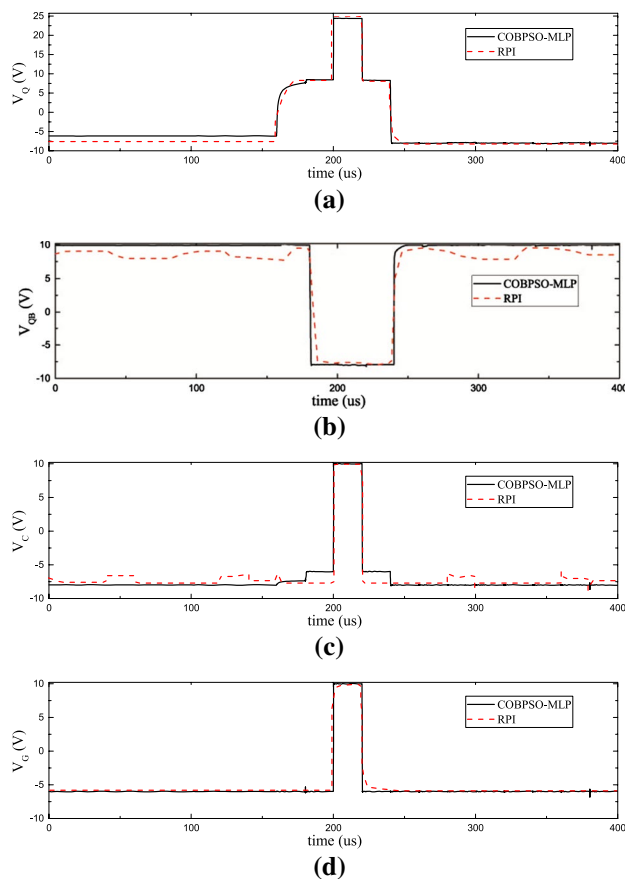 25
20
15
10
5
0
-5
-10
V_Q (V)
COBPSO-MLP
RPI
0 100 200 300 400
time (us)
(a)
10
5
0
-5
-10
V_QB (V)
COBPSO-MLP
RPI
0 100 200 300 400
time (us)
(b)
10
5
0
-5
-10
V_C (V)
COBPSO-MLP
RPI
0 100 200 300 400
time (us)
(c)
10
5
0
-5
-10
V_G (V)
COBPSO-MLP
RPI
0 100 200 300 400
time (us)
(d)